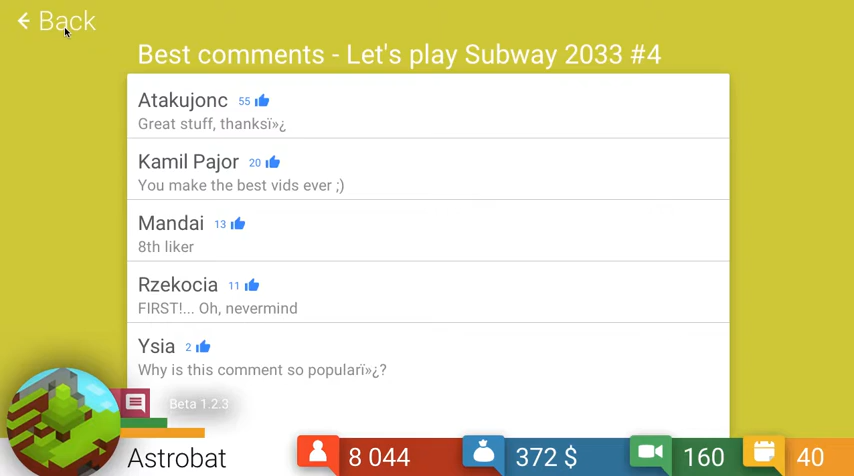 Back
Best comments - Let's play Subway 2033 #4
Atakujonc 55
Great stuff, thanksï»¿
Kamil Pajor 20
You make the best vids ever ;)
Mandai 13
8th liker
Rzekocia 11
FIRST!... Oh, nevermind
Ysia 2
Why is this comment so popularï»¿?
Beta 1.2.3
Astrobat 8 044 372 $ 160 40